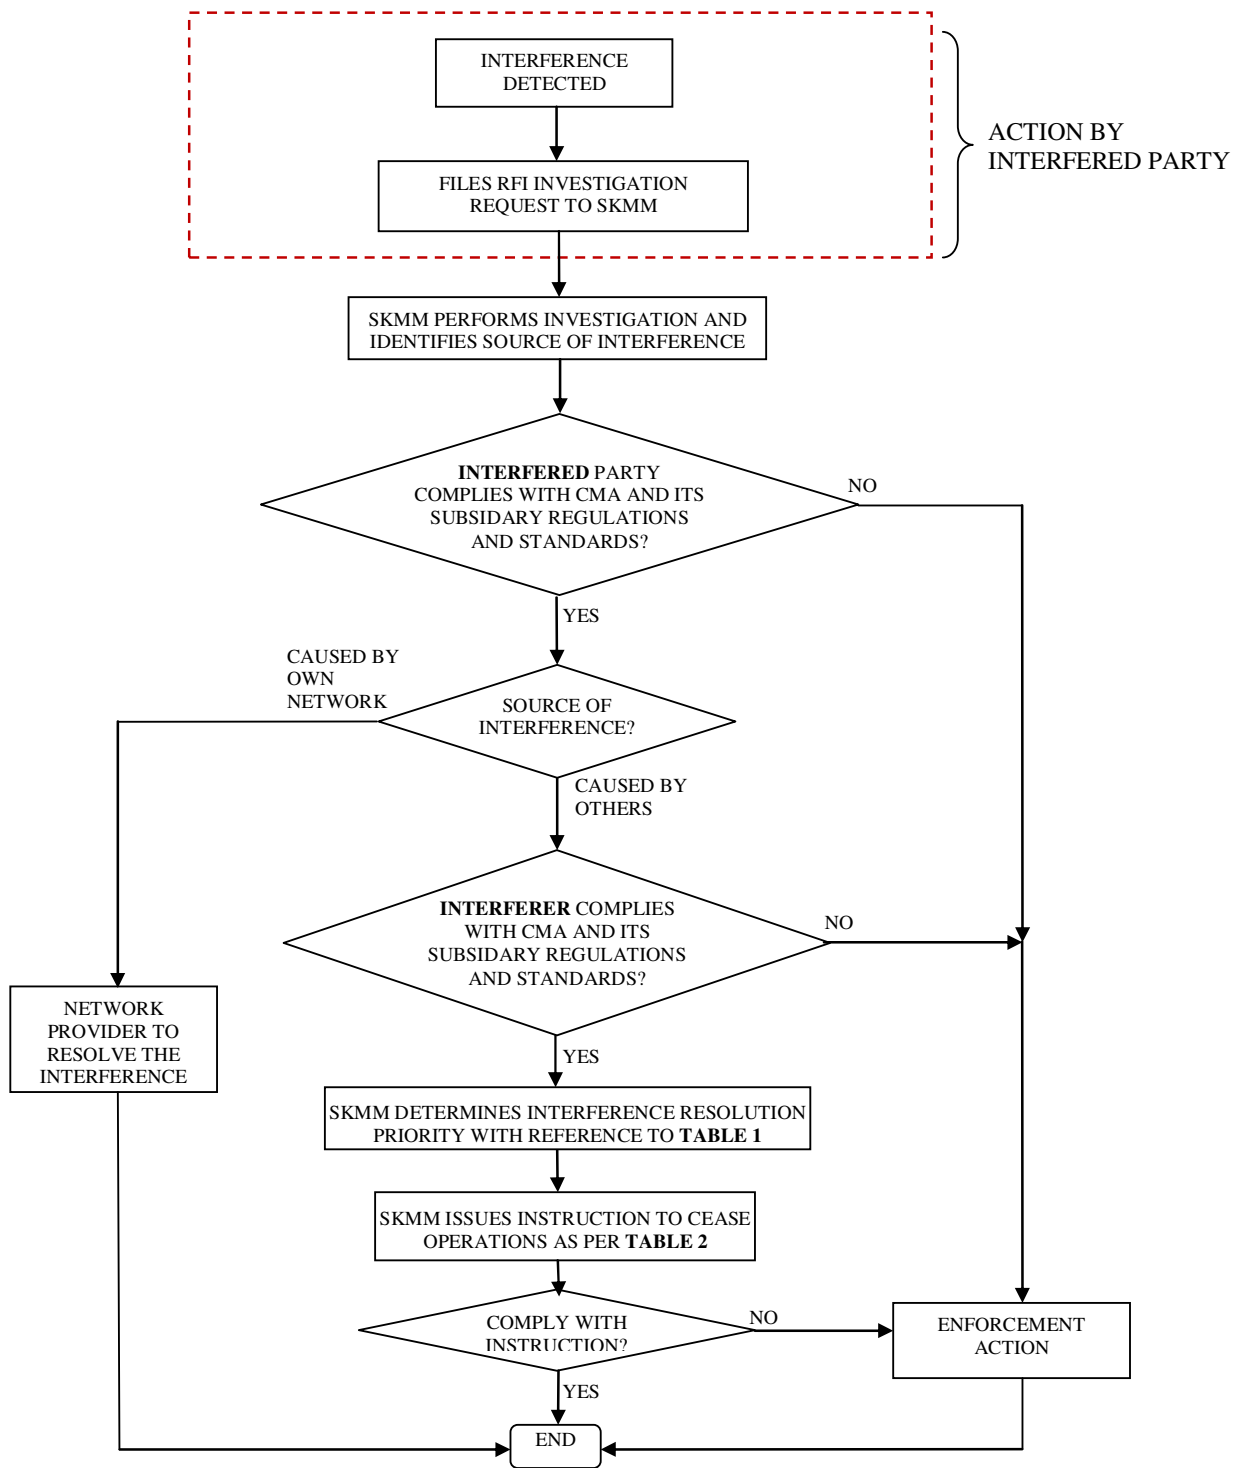 INTERFERENCE
DETECTED
ACTION BY
INTERFERED PARTY
FILES RFI INVESTIGATION
REQUEST TO SKMM
SKMM PERFORMS INVESTIGATION AND
IDENTIFIES SOURCE OF INTERFERENCE
INTERFERED PARTY
COMPLIES WITH CMA AND ITS
SUBSIDARY REGULATIONS
AND STANDARDS?
NO
YES
CAUSED BY
OWN
NETWORK
SOURCE OF
INTERFERENCE?
CAUSED BY
OTHERS
INTERFERER COMPLIES
WITH CMA AND ITS
SUBSIDARY REGULATIONS
AND STANDARDS?
NO
NETWORK
PROVIDER TO
RESOLVE THE
INTERFERENCE
YES
SKMM DETERMINES INTERFERENCE RESOLUTION
PRIORITY WITH REFERENCE TO TABLE 1
SKMM ISSUES INSTRUCTION TO CEASE
OPERATIONS AS PER TABLE 2
COMPLY WITH
INSTRUCTION?
NO
ENFORCEMENT
ACTION
YES
END